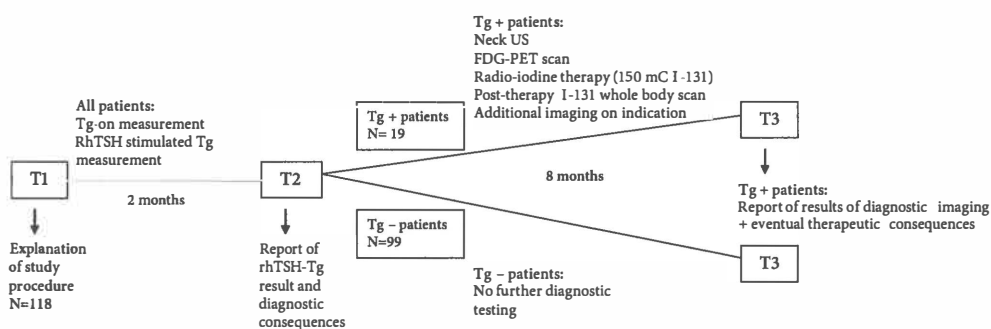 Tg + patients:
Neck US
FDG-PET scan
Radio-iodine therapy (150 mC I-131)
Post-therapy I-131 whole body scan
Additional imaging on indication
All patients:
Tg-on measurement
RhTSH stimulated Tg
measurement
Tg + patients
N= 19
T3
T1
2 months
T2
8 months
Tg + patients:
Report of results of diagnostic imaging
+ eventual therapeutic consequences
Explanation
of study
procedure
N=118
Report of
rhTSH-Tg
result and
diagnostic
consequences
Tg – patients
N=99
T3
Tg – patients:
No further diagnostic
testing